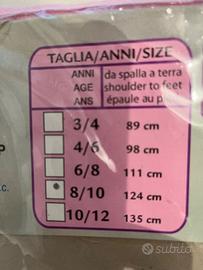 TAGLIA/ANNI/SIZE
ANNI da spalla a terra
AGE shoulder to feet
ANS épaule au
3/4 89 cm
4/6 98 cm
6/8 111 cm
8/10 124 cm
10/12 135 cm
P
.C.
subito